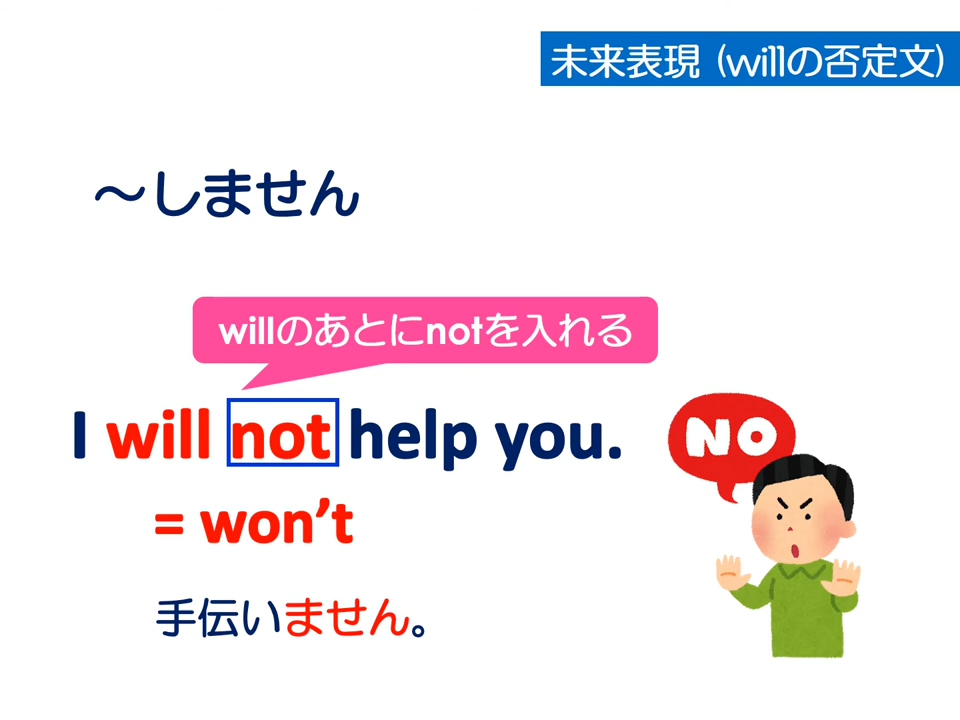 未来表現（willの否定文）
～しません
willのあとにnotを入れる
I will not help you.
NO
= won’t
手伝いません。